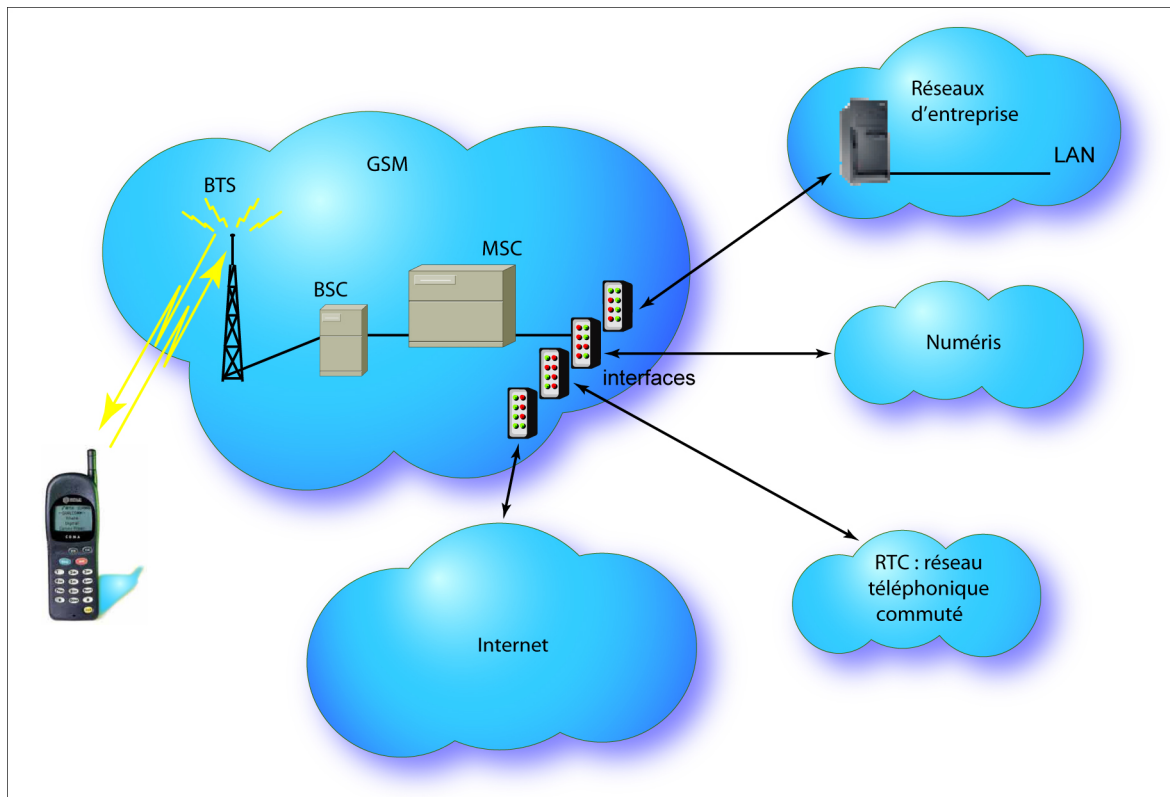 GSM
BTS
BSC
MSC
interfaces
Réseaux
d'entreprise
LAN
Numéris
RTC : réseau
téléphonique
commuté
Internet